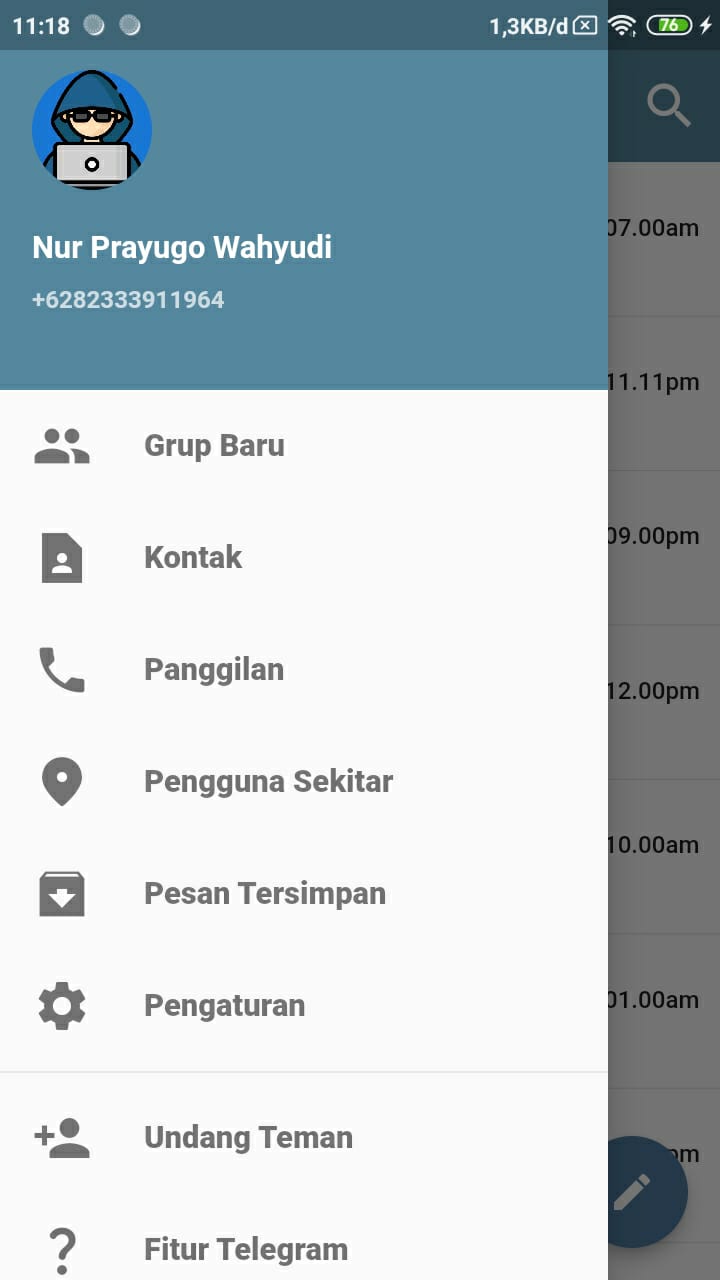 11:18 1,3KB/d 76
Nur Prayugo Wahyudi
+6282333911964
07.00am
11.11pm
Grup Baru
09.00pm
Kontak
Panggilan
12.00pm
Pengguna Sekitar
10.00am
Pesan Tersimpan
Pengaturan
01.00am
Undang Teman
pm
Fitur Telegram